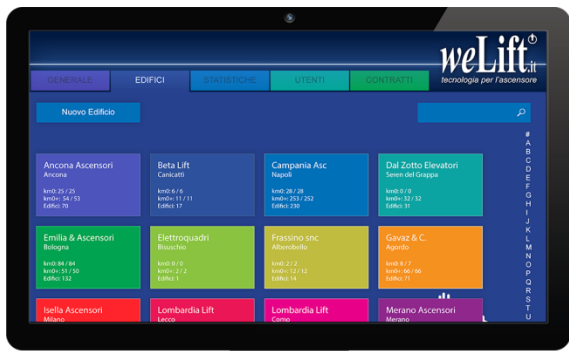 weLift.it
tecnologia per l'ascensore
GENERALE
EDIFICI
STATISTICHE
UTENTI
CONTRATTI
Nuovo Edificio
#
A
B
C
D
E
F
G
H
I
J
K
L
M
N
O
P
Q
R
S
T
U
Ancona Ascensori
Ancona
km0: 25 / 25
km0+: 54 / 53
Edifici: 70
Beta Lift
Canicattì
km0: 6 / 6
km0+: 11 / 11
Edifici: 17
Campania Asc
Napoli
km0: 28 / 28
km0+: 253 / 252
Edifici: 230
Dal Zotto Elevatori
Seren del Grappa
km0: 0 / 0
km0+: 32 / 32
Edifici: 31
Emilia & Ascensori
Bologna
km0: 84 / 84
km0+: 51 / 50
Edifici: 132
Elettroquadri
Bisuschio
km0: 0 / 0
km0+: 2 / 2
Edifici: 1
Frassino snc
Alberobello
km0: 2 / 2
km0+: 12 / 12
Edifici: 14
Gavaz & C.
Agordo
km0: 8 / 7
km0+: 66 / 66
Edifici: 71
Isella Ascensori
Milano
Lombardia Lift
Lecco
Lombardia Lift
Como
Merano Ascensori
Merano